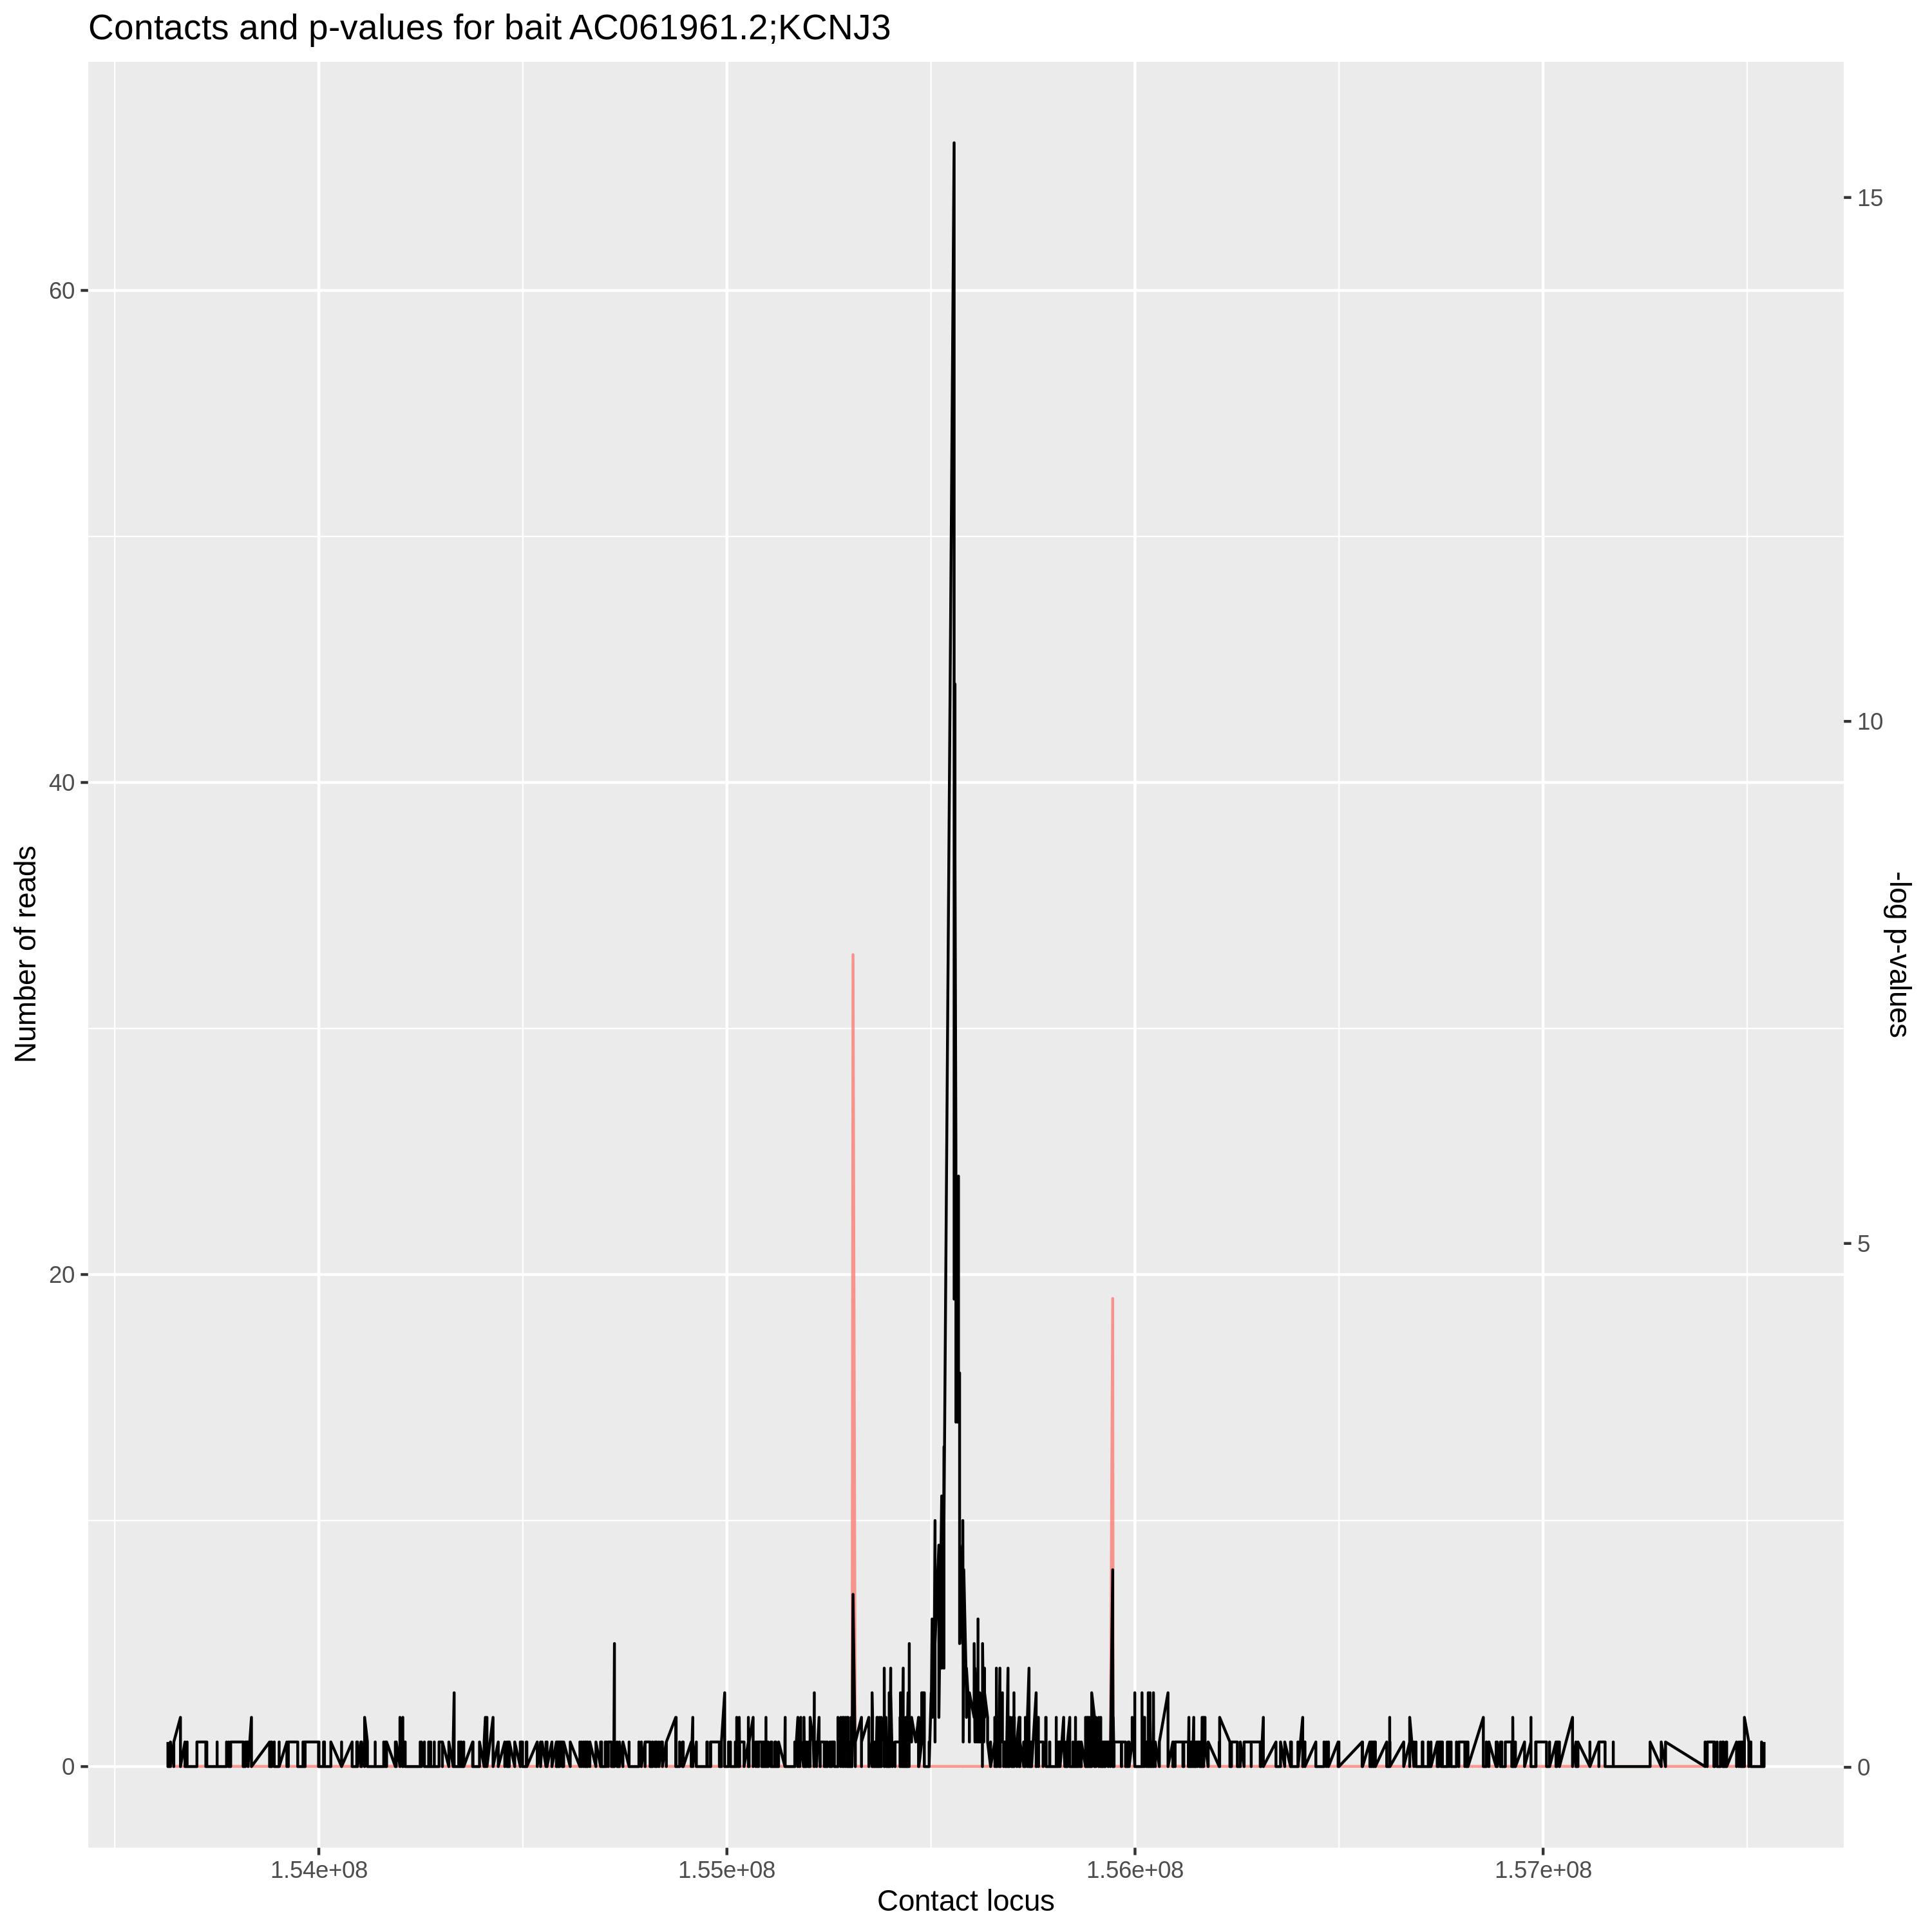 Contacts and p-values for bait AC061961.2;KCNJ3
Number of reads
60
40
20
0
15
10
5
0
-log p-values
1.54e+08
1.55e+08
1.56e+08
1.57e+08
Contact locus